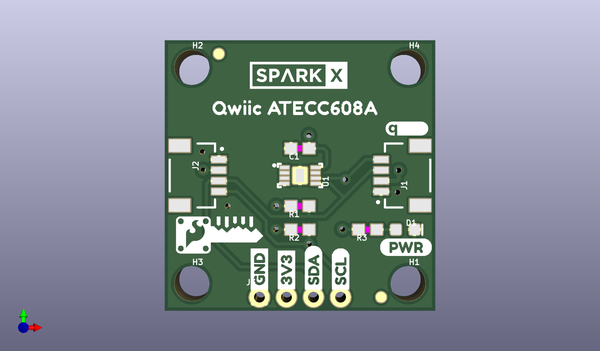 H2
H4
SPARK X
Qwiic ATECC608A
q
C1
J2
U1
J1
R1
R2
R3
D1
PWR
H3
H1
J
GND
3V3
SDA
SCL